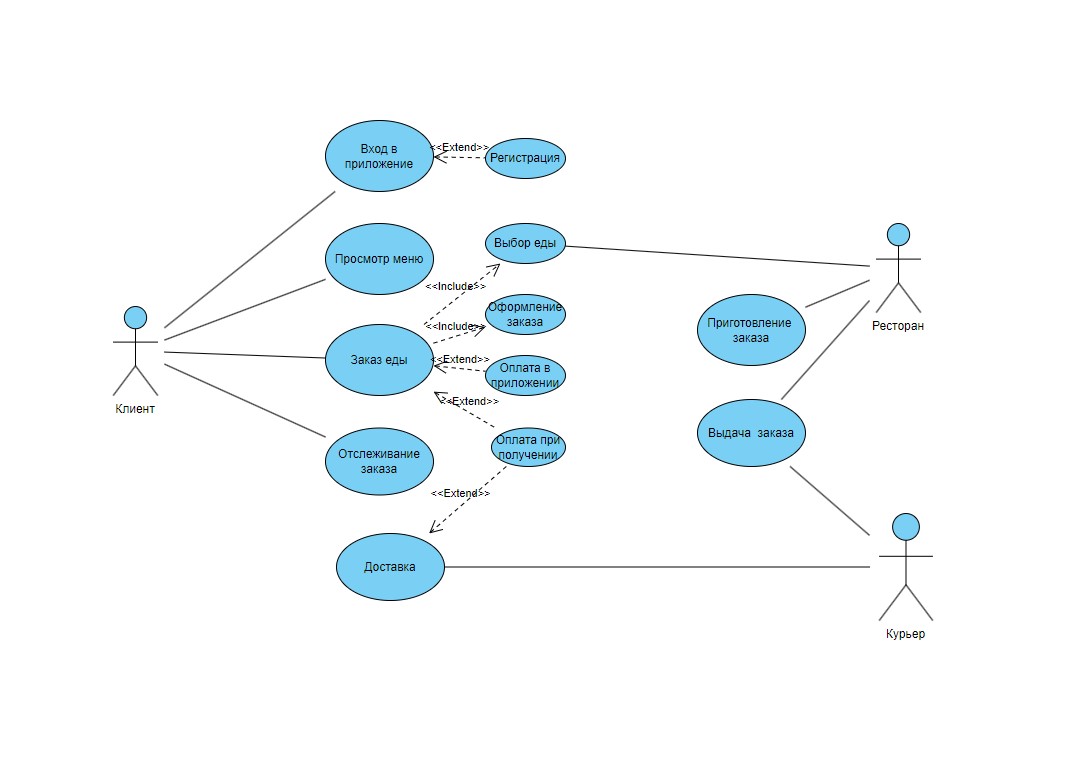 Вход в
приложение
<<Extend>>
Регистрация
Просмотр меню
Выбор еды
<<Include>>
Оформление
заказа
<<Include>>
Заказ еды
<<Extend>>
Оплата в
приложении
<<Extend>>
Оплата при
получении
Отслеживание
заказа
<<Extend>>
Доставка
Клиент
Приготовление
заказа
Ресторан
Выдача  заказа
Курьер